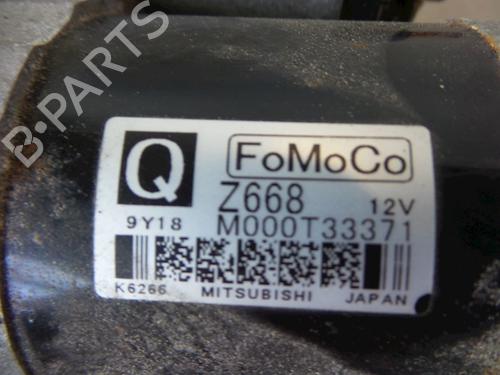 B-PARTS
Q FoMoCo
Z668 12V
9Y18 M000T33371
K6266 MITSUBISHI JAPAN